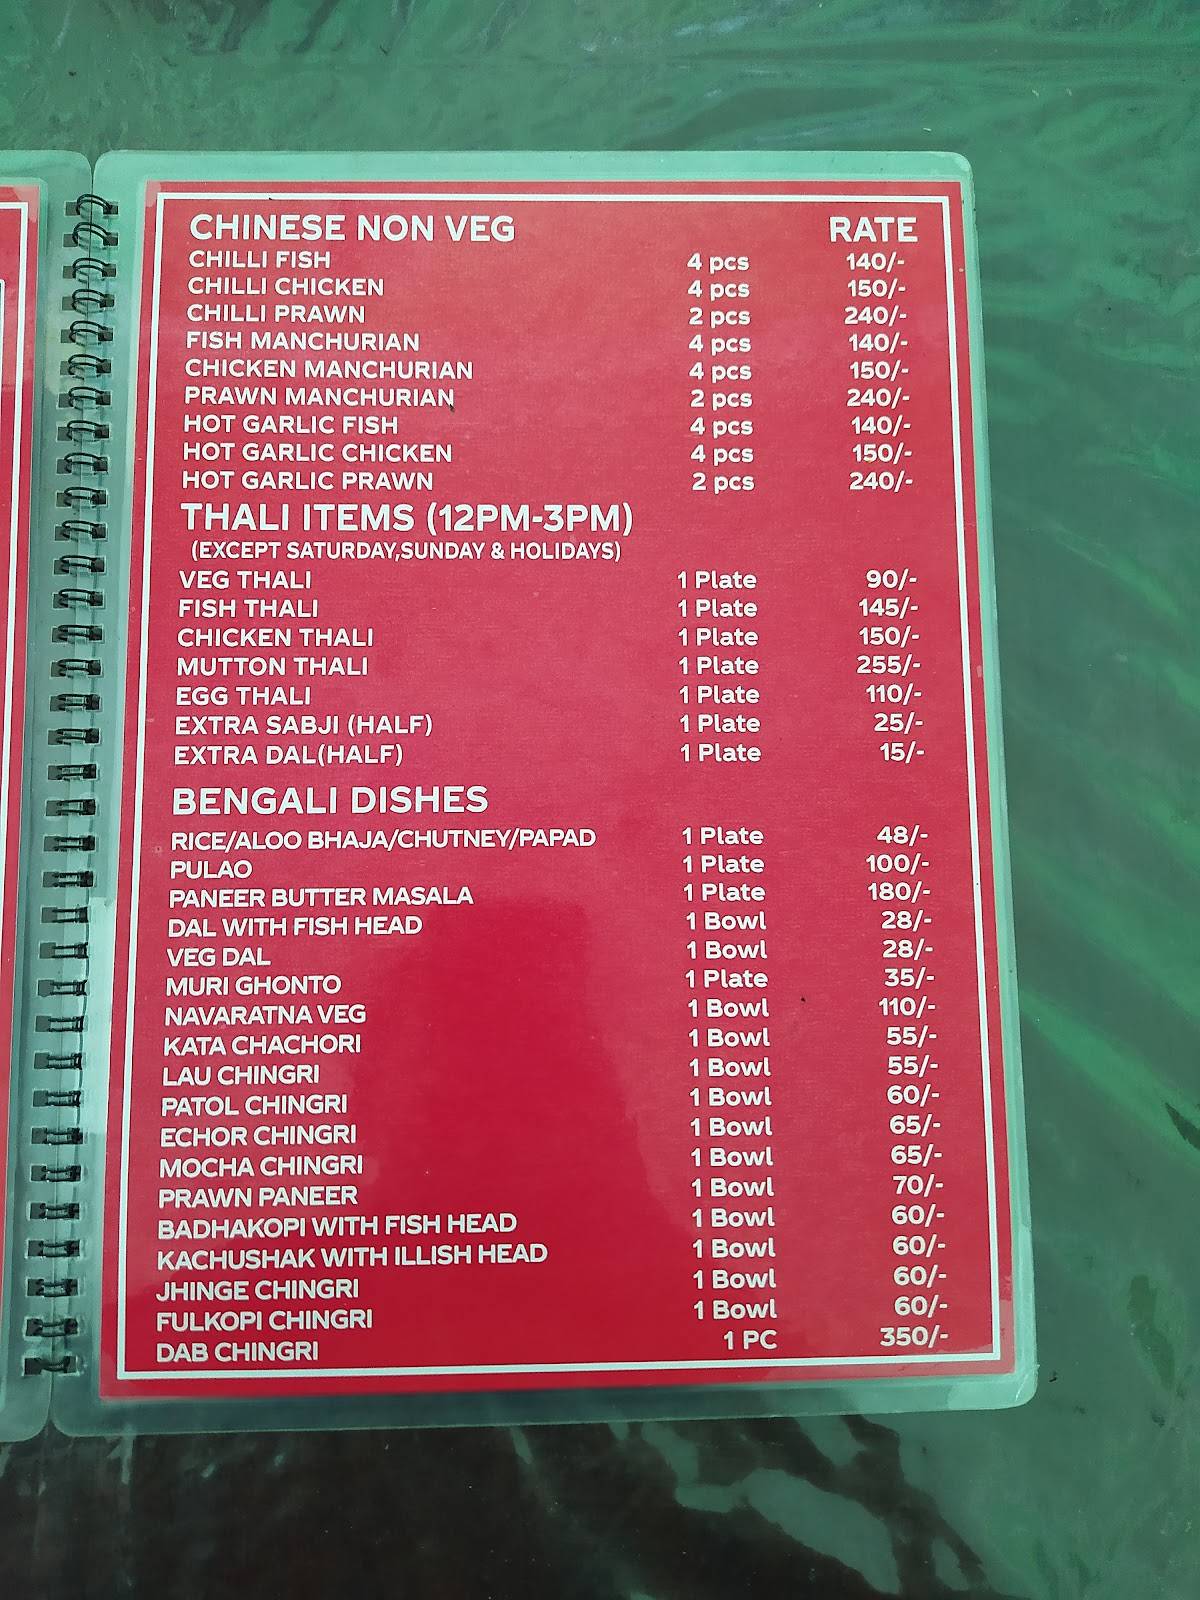 CHINESE NON VEG RATE
CHILLI FISH 4 pcs 140/-
CHILLI CHICKEN 4 pcs 150/-
CHILLI PRAWN 2 pcs 240/-
FISH MANCHURIAN 4 pcs 140/-
CHICKEN MANCHURIAN 4 pcs 150/-
PRAWN MANCHURIAN 2 pcs 240/-
HOT GARLIC FISH 4 pcs 140/-
HOT GARLIC CHICKEN 4 pcs 150/-
HOT GARLIC PRAWN 2 pcs 240/-
THALI ITEMS (12PM-3PM)
(EXCEPT SATURDAY,SUNDAY & HOLIDAYS)
VEG THALI 1 Plate 90/-
FISH THALI 1 Plate 145/-
CHICKEN THALI 1 Plate 150/-
MUTTON THALI 1 Plate 255/-
EGG THALI 1 Plate 110/-
EXTRA SABJI (HALF) 1 Plate 25/-
EXTRA DAL(HALF) 1 Plate 15/-
BENGALI DISHES
RICE/ALOO BHAJA/CHUTNEY/PAPAD 1 Plate 48/-
PULAO 1 Plate 100/-
PANEER BUTTER MASALA 1 Plate 180/-
DAL WITH FISH HEAD 1 Bowl 28/-
VEG DAL 1 Bowl 28/-
MURI GHONTO 1 Plate 35/-
NAVARATNA VEG 1 Bowl 110/-
KATA CHACHORI 1 Bowl 55/-
LAU CHINGRI 1 Bowl 55/-
PATOL CHINGRI 1 Bowl 60/-
ECHOR CHINGRI 1 Bowl 65/-
MOCHA CHINGRI 1 Bowl 65/-
PRAWN PANEER 1 Bowl 70/-
BADHAKOPI WITH FISH HEAD 1 Bowl 60/-
KACHUSHAK WITH ILLISH HEAD 1 Bowl 60/-
JHINGE CHINGRI 1 Bowl 60/-
FULKOPI CHINGRI 1 Bowl 60/-
DAB CHINGRI 1 PC 350/-